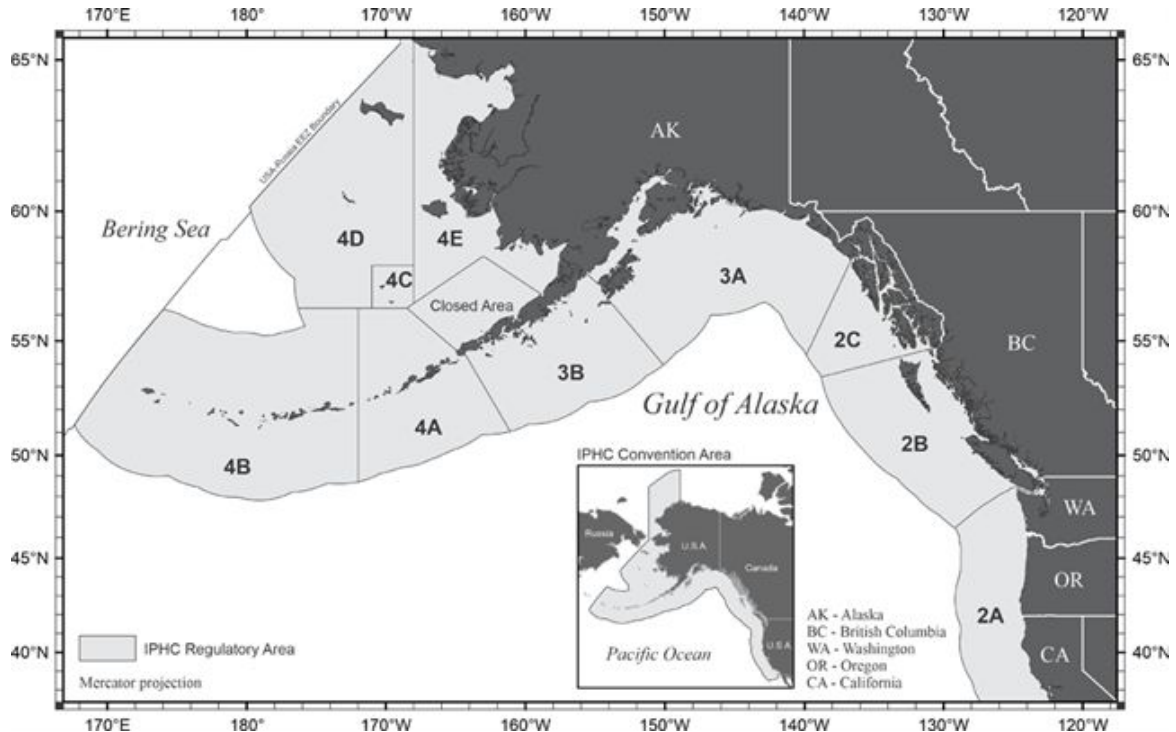 170°E 180° 170°W 160°W 150°W 140°W 130°W 120°W
65°N 65°N
USA-Russia EEZ Boundary
AK
60°N 60°N
Bering Sea
4D 4E
4C
3A
Closed Area
55°N 55°N
2C
BC
3B
Gulf of Alaska
4A
2B
50°N 50°N
4B
IPHC Convention Area
WA
Russia U.S.A
Canada
45°N 45°N
OR
2A
AK - Alaska
BC - British Columbia
WA - Washington
OR - Oregon
CA - California
U.S.A
CA
IPHC Regulatory Area
Pacific Ocean
40°N 40°N
Mercator projection
170°E 180° 170°W 160°W 150°W 140°W 130°W 120°W